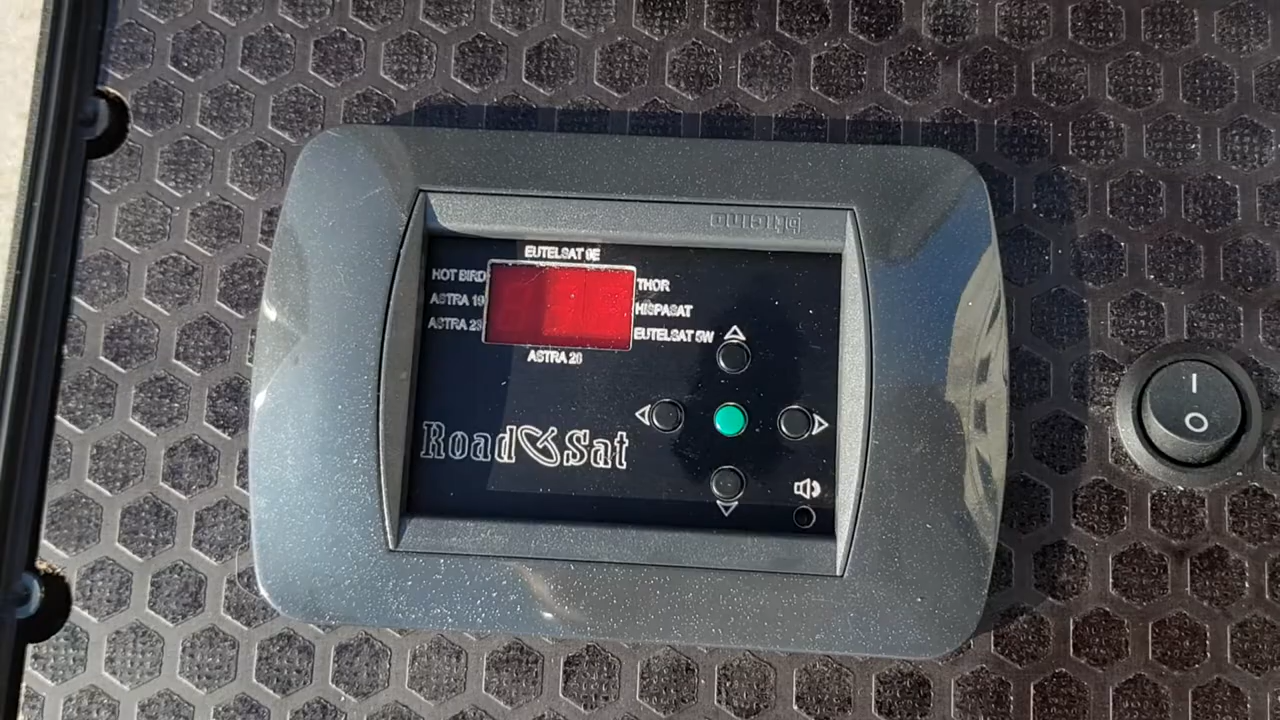 bticino
EUTELSAT 9E
HOT BIRD
THOR
ASTRA 19
HISPASAT
ASTRA 23
EUTELSAT 5W
ASTRA 28
Road Sat
I
O